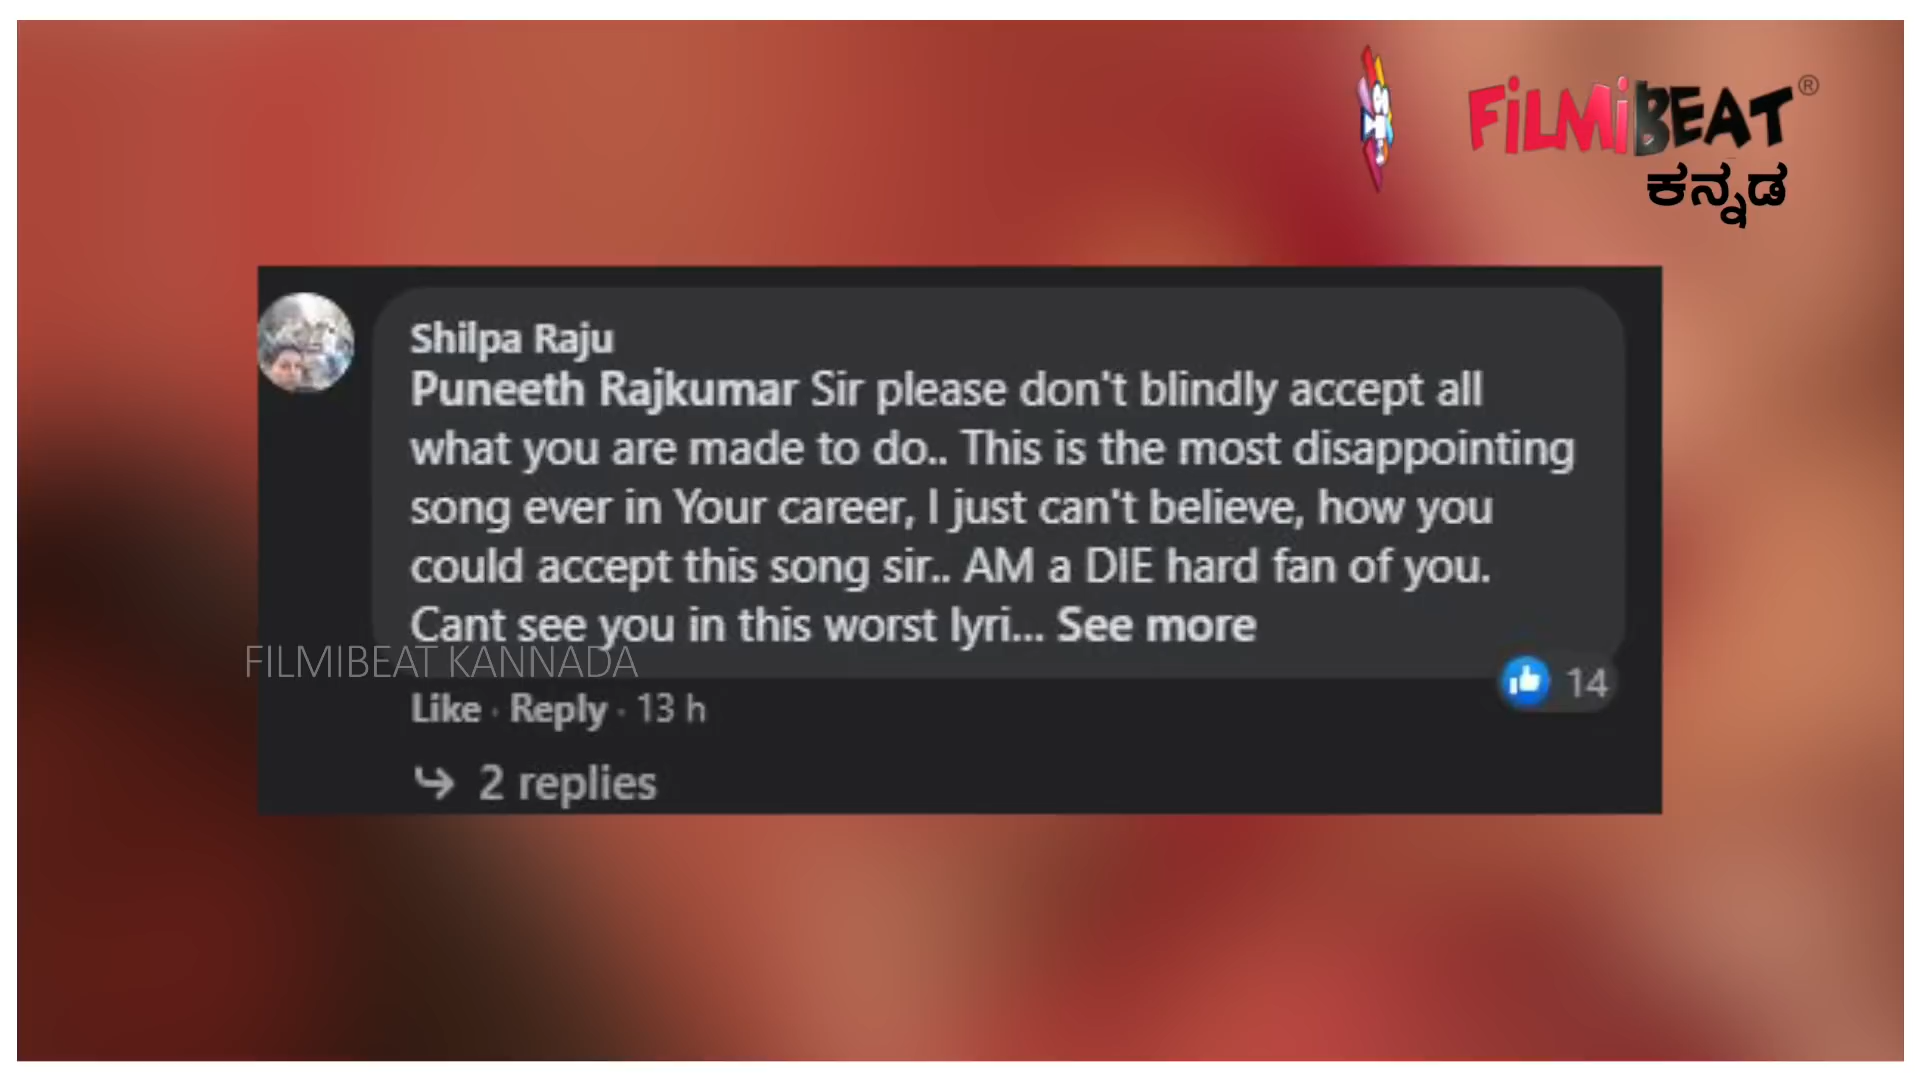 FiLMiBEAT®
ಕನ್ನಡ
Shilpa Raju
Puneeth Rajkumar Sir please don't blindly accept all
what you are made to do.. This is the most disappointing
song ever in Your career, I just can't believe, how you
could accept this song sir.. AM a DIE hard fan of you.
Cant see you in this worst lyri... See more
FILMIBEAT KANNADA
14
Like · Reply · 13 h
2 replies